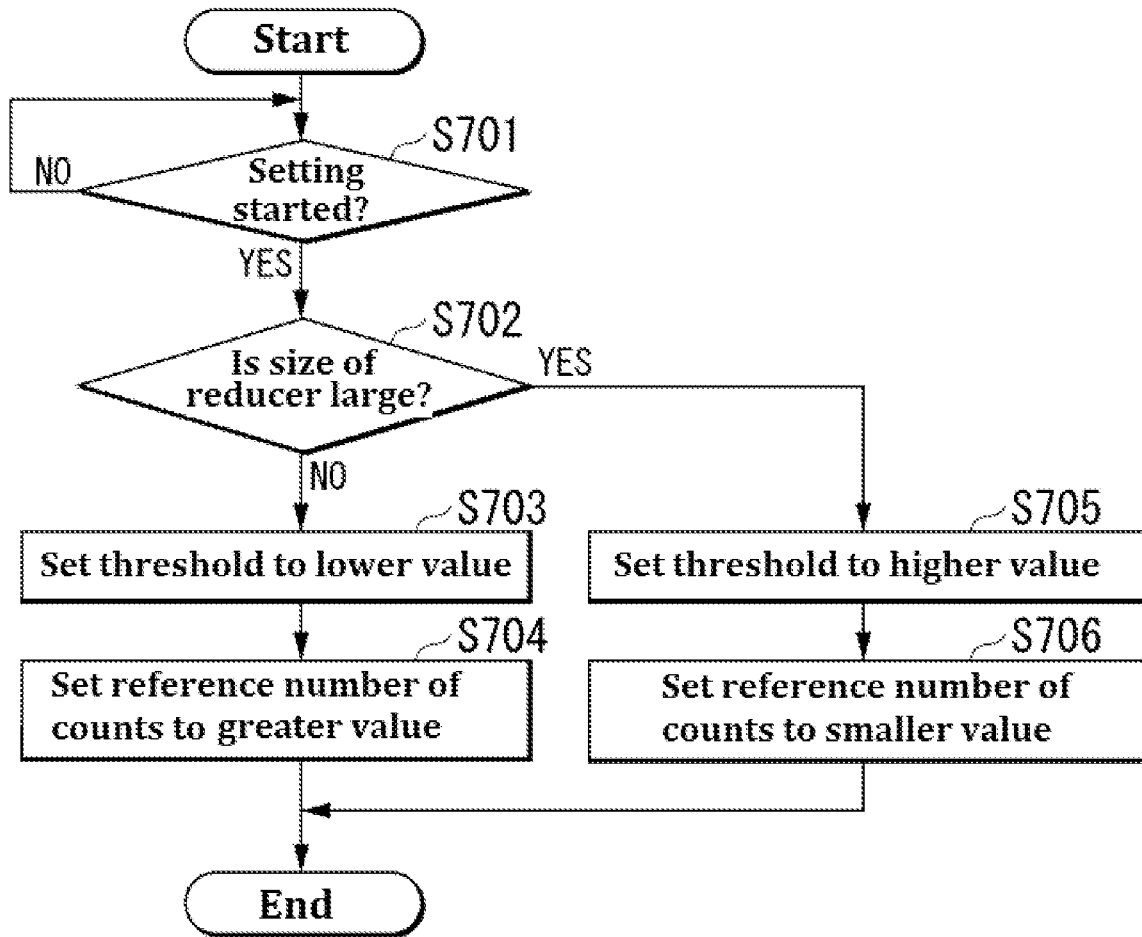 Start
S701
NO
Setting
started?
YES
S702
Is size of
reducer large?
YES
NO
S703
Set threshold to lower value
S705
Set threshold to higher value
S704
Set reference number of
counts to greater value
S706
Set reference number of
counts to smaller value
End